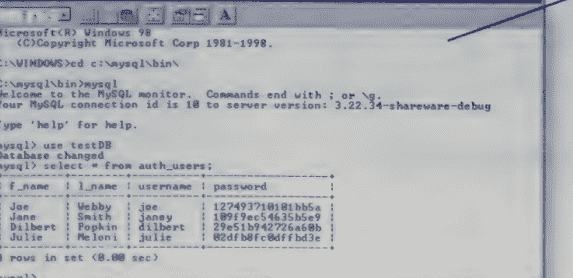 Microsoft(R) Windows 98
(C)Copyright Microsoft Corp 1981-1998.
C:\WINDOWS>cd c:\mysql\bin\
C:\mysql\bin>mysql
Welcome to the MySQL monitor. Commands end with ; or \g.
Your MySQL connection id is 10 to server version: 3.22.34-shareware-debug
Type 'help' for help.
mysql> use testDB
Database changed
mysql> select * from auth_users;
| f_name | l_name | username | password |
| Joe | Webby | joe | 127493710101bb5a |
| Jane | Smith | janey | 109f9ec54635b5e9 |
| Dilbert | Popkin | dilbert | 29e51b942726a60b |
| Julie | Meloni | julie | 02dfb0fc0dffbd3e |
rows in set (0.00 sec)
mysql>